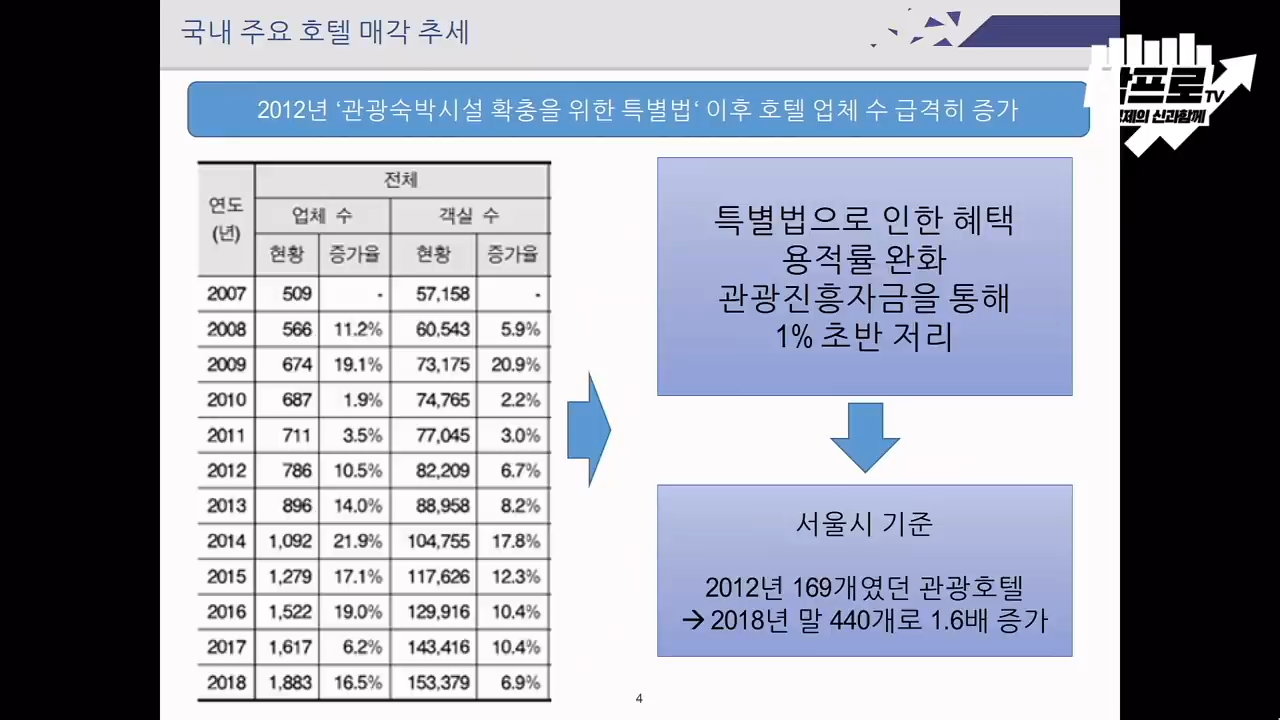 국내 주요 호텔 매각 추세
2012년 ‘관광숙박시설 확충을 위한 특별법‘ 이후 호텔 업체 수 급격히 증가
프로TV
신과함께
연도 (년) 전체
업체 수 객실 수
현황 증가율 현황 증가율
2007 509 - 57,158 -
2008 566 11.2% 60,543 5.9%
2009 674 19.1% 73,175 20.9%
2010 687 1.9% 74,765 2.2%
2011 711 3.5% 77,045 3.0%
2012 786 10.5% 82,209 6.7%
2013 896 14.0% 88,958 8.2%
2014 1,092 21.9% 104,755 17.8%
2015 1,279 17.1% 117,626 12.3%
2016 1,522 19.0% 129,916 10.4%
2017 1,617 6.2% 143,416 10.4%
2018 1,883 16.5% 153,379 6.9%
특별법으로 인한 혜택
용적률 완화
관광진흥자금을 통해
1% 초반 저리
서울시 기준
2012년 169개였던 관광호텔
→ 2018년 말 440개로 1.6배 증가
4